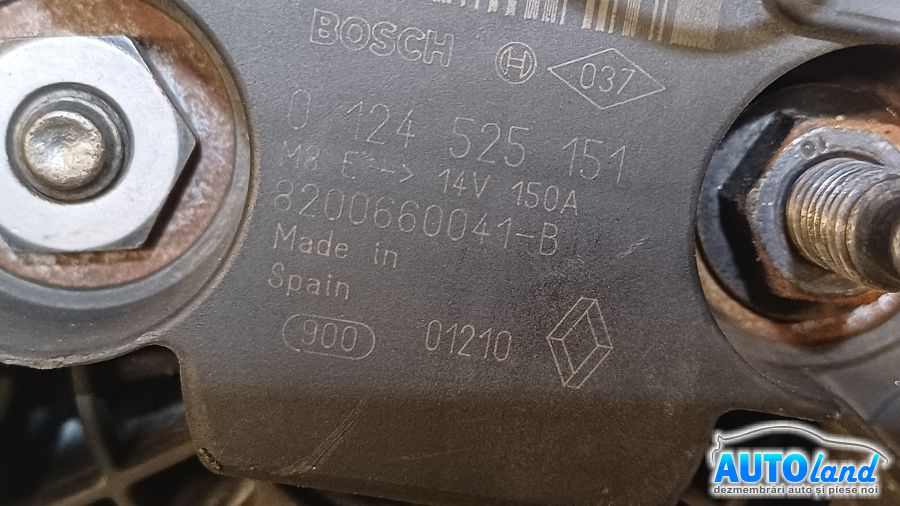 BOSCH
037
0 124 525 151
M8 E --> 14V 150A
8200660041-B
Made in
Spain
900
01210
AUTOland
dezmembrări auto și piese noi